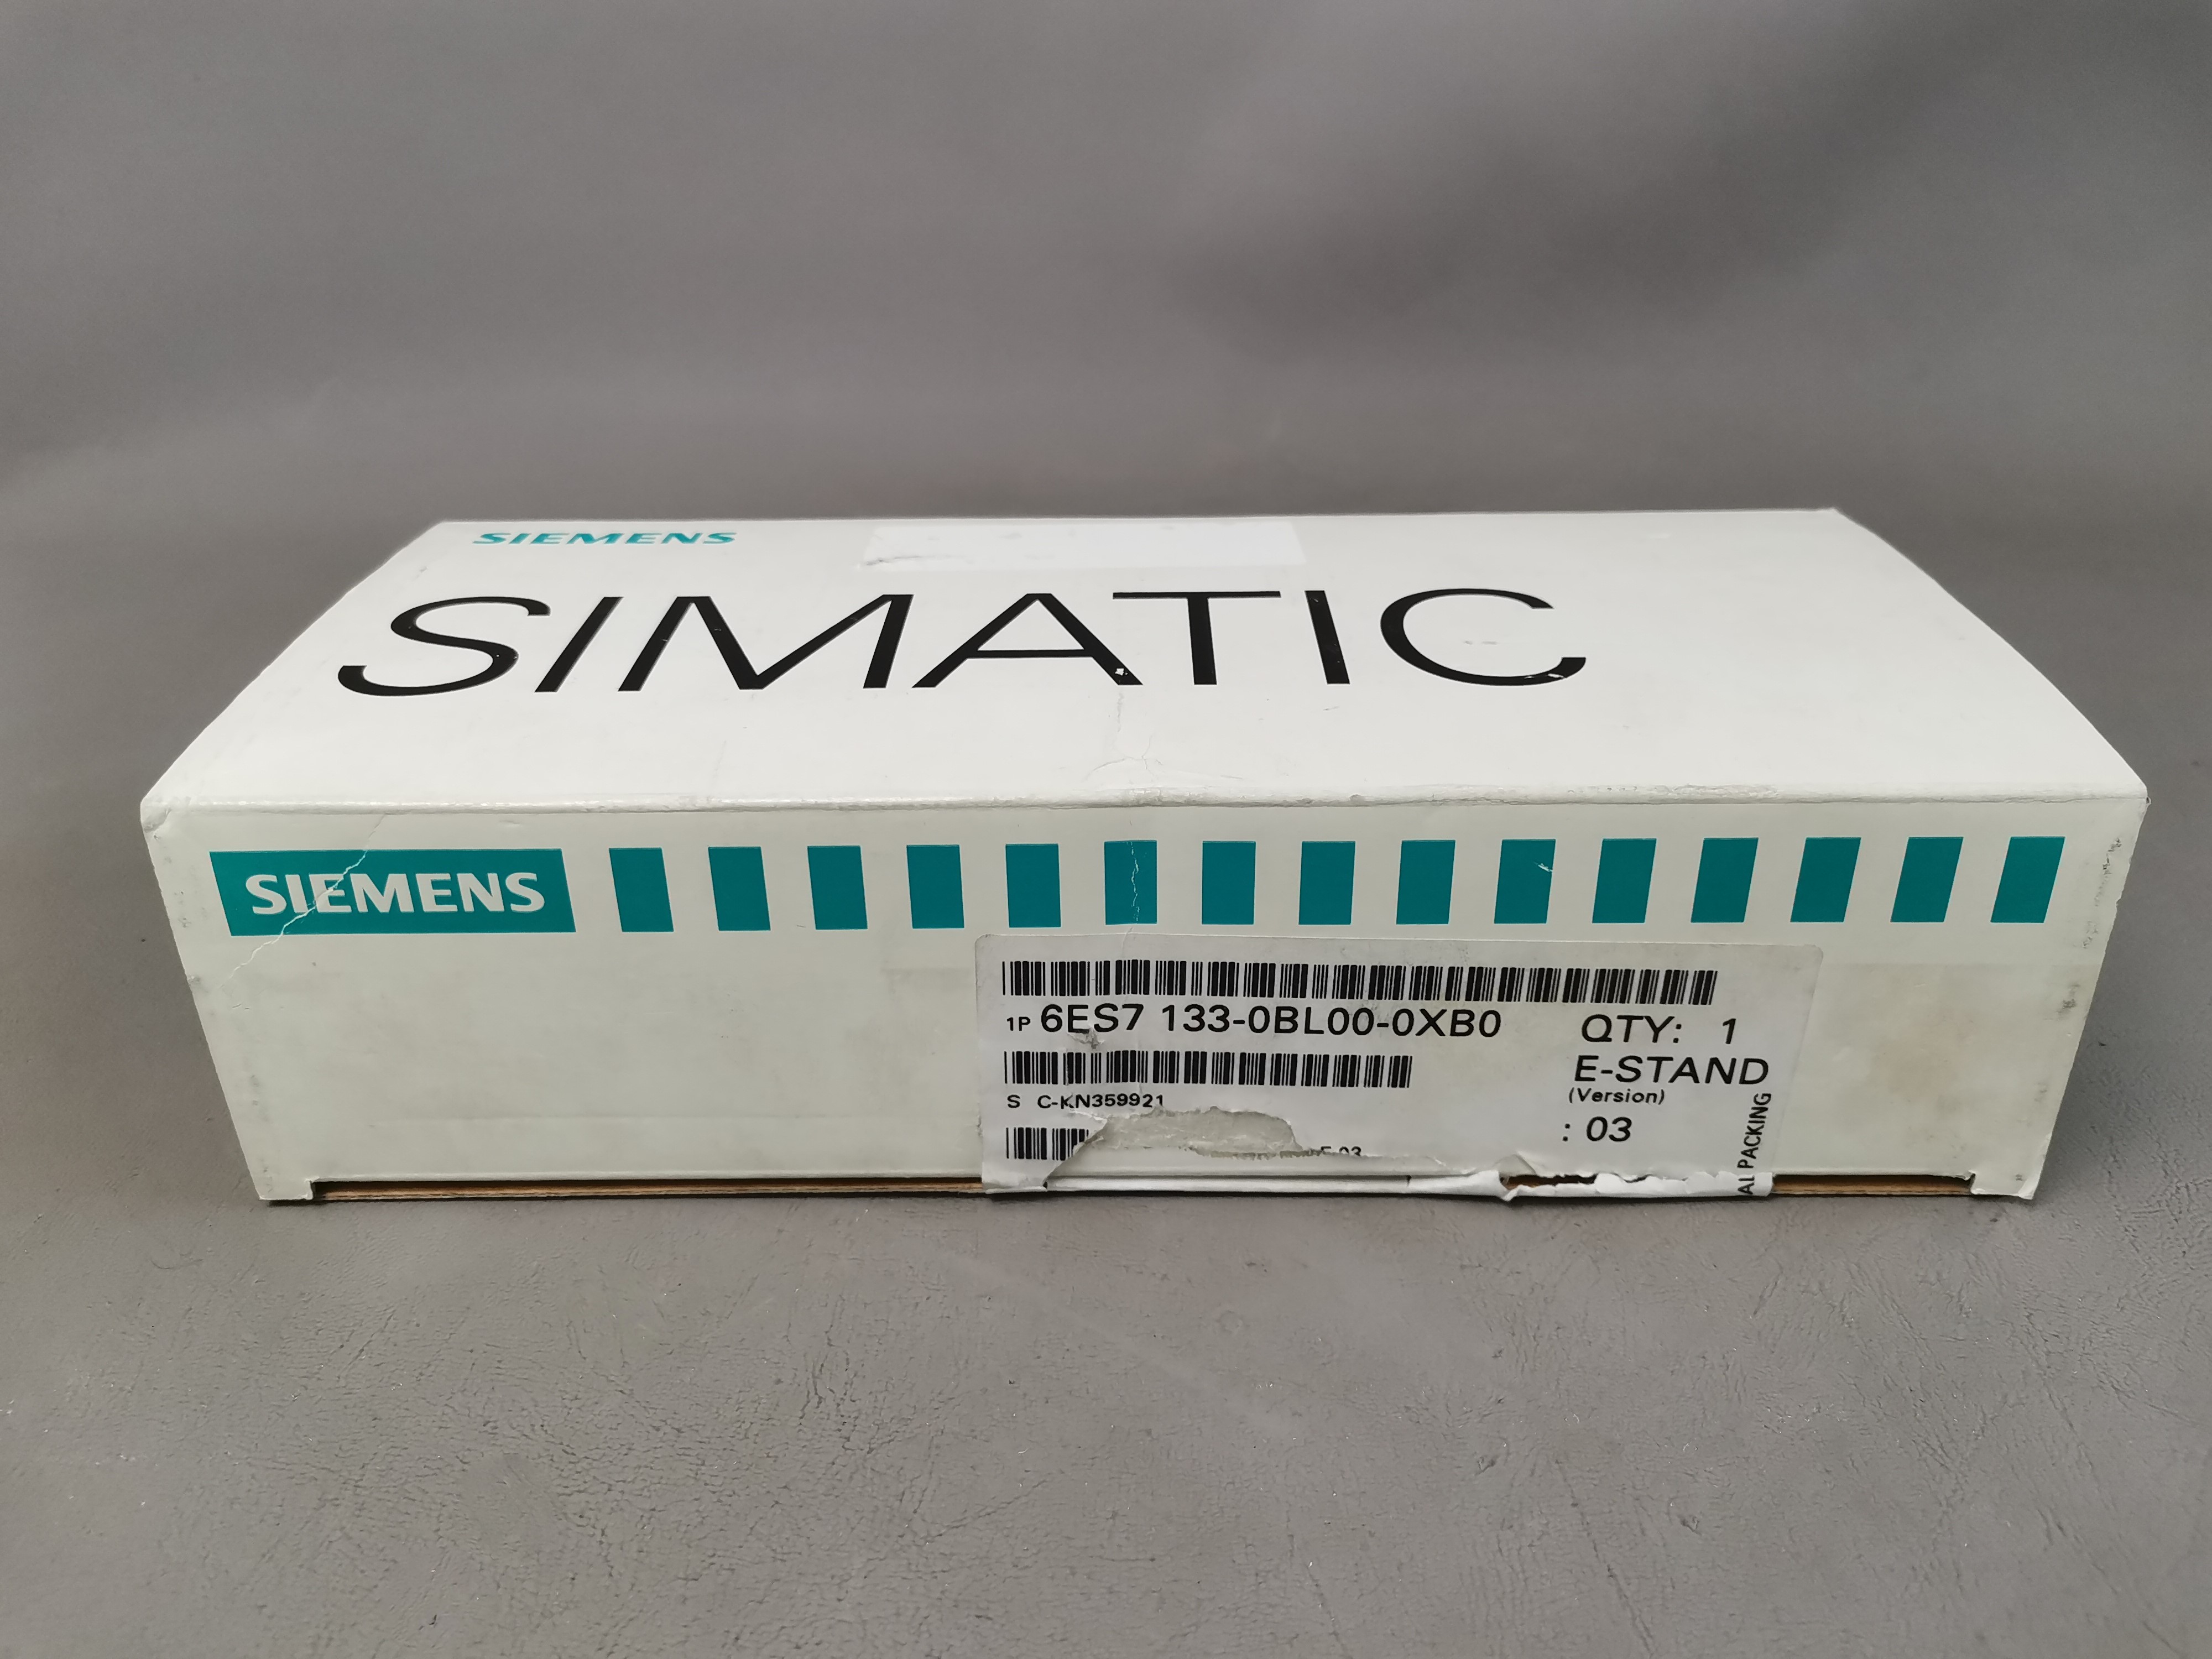 SIEMENS
SIMATIC
SIEMENS
1P 6ES7 133-0BL00-0XB0
QTY: 1
E-STAND
(Version)
: 03
S C-KN359921
PACKING